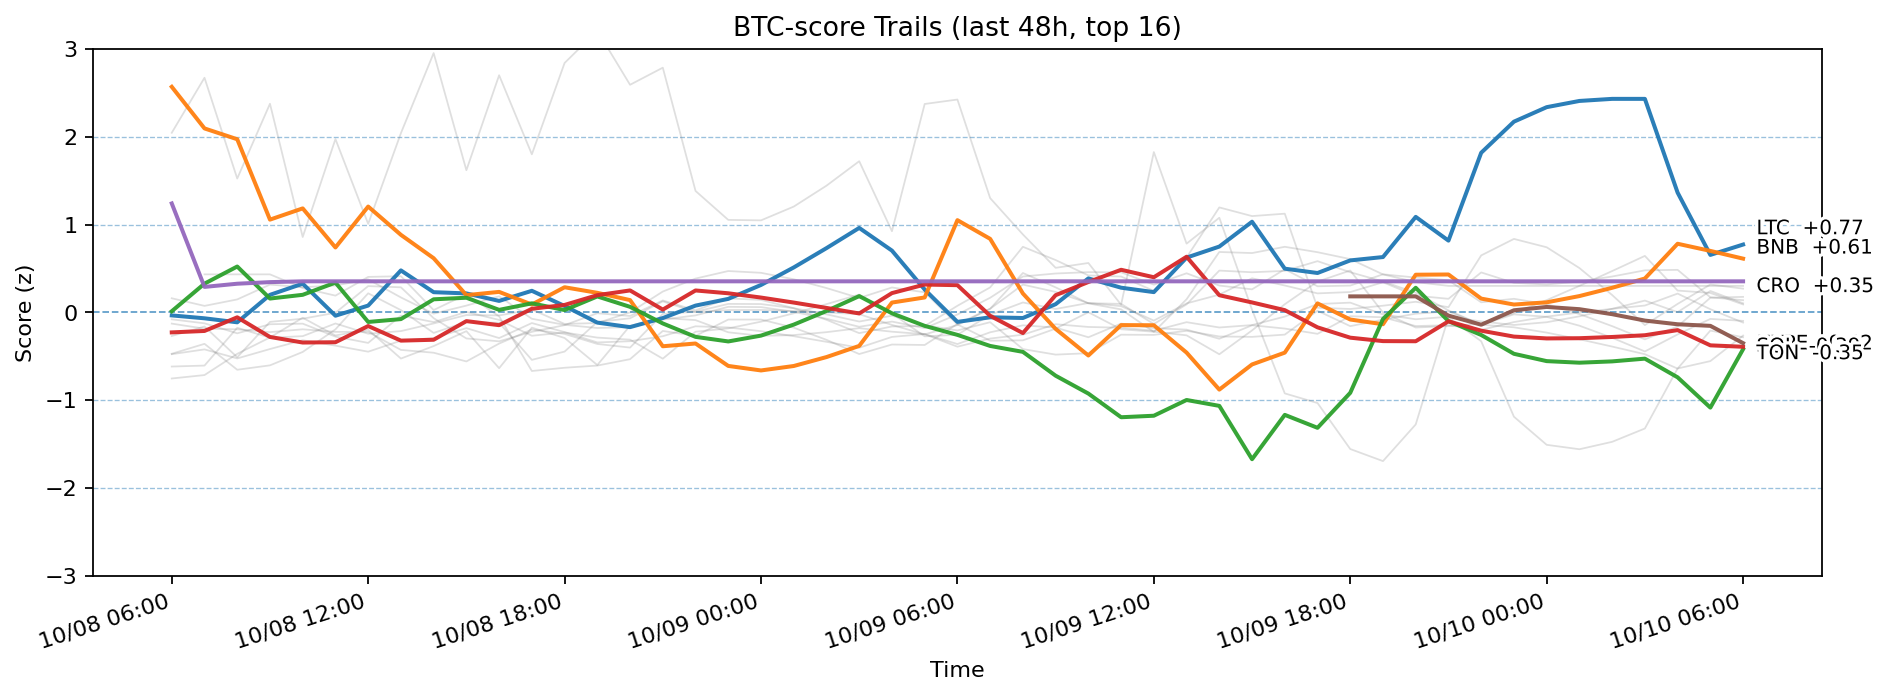 BTC-score Trails (last 48h, top 16)
Score (z)
3
2
1
0
−1
−2
−3
LTC +0.77
BNB +0.61
CRO +0.35
TON -0.35
10/08 06:00
10/08 12:00
10/08 18:00
10/09 00:00
10/09 06:00
10/09 12:00
10/09 18:00
10/10 00:00
10/10 06:00
Time